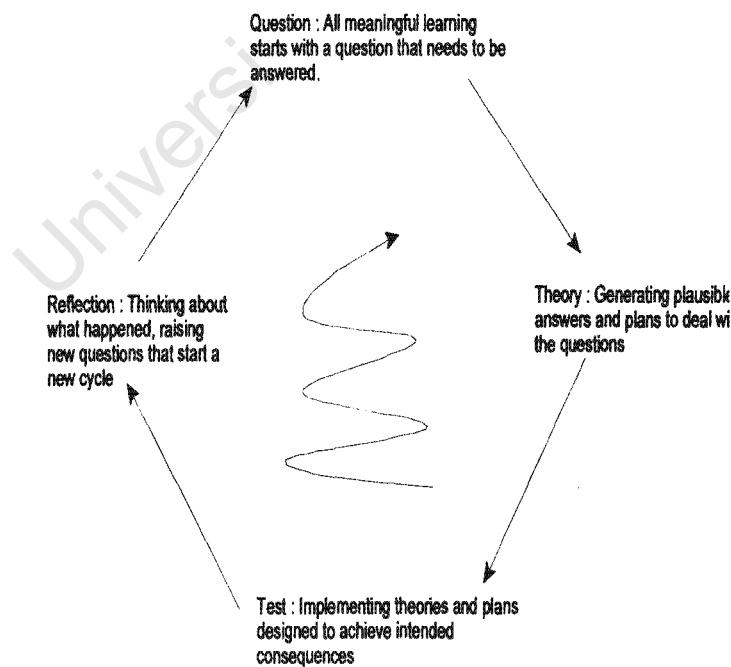 Question : All meaningful learning
starts with a question that needs to be
answered.
Universi
Theory : Generating plausible
answers and plans to deal wi
the questions
Reflection : Thinking about
what happened, raising
new questions that start a
new cycle
Test : Implementing theories and plans
designed to achieve intended
consequences